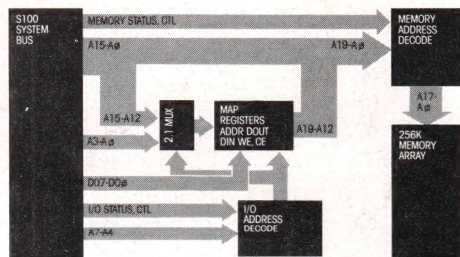 S100
SYSTEM
BUS
MEMORY STATUS, CTL
A15-AØ
A19-AØ
MEMORY
ADDRESS
DECODE
A15-A12
2.1 MUX
MAP
REGISTERS
ADDR DOUT
DIN WE, CE
A19-A12
A17-
AØ
A3-AØ
256K
MEMORY
ARRAY
DO7-DOØ
I/O STATUS, CTL
I/O
ADDRESS
DECODE
A7-A4